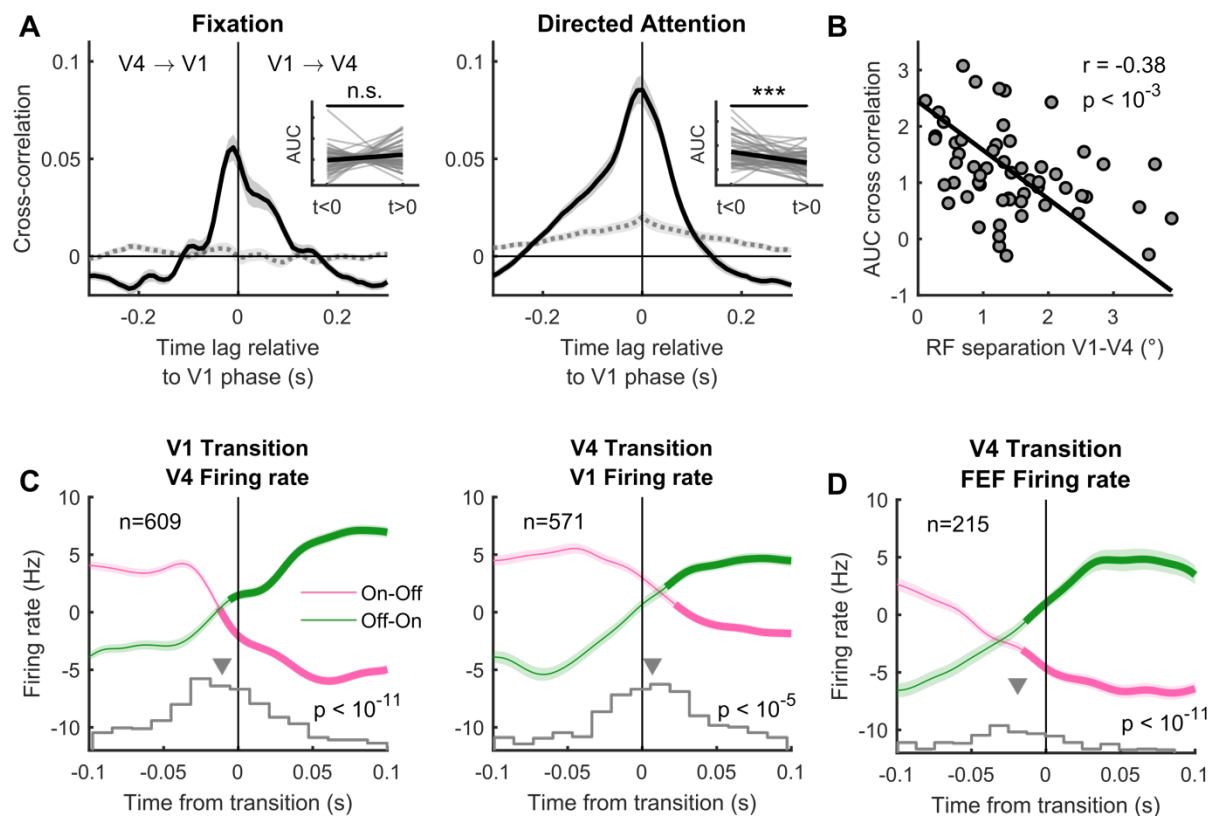 A
Fixation
V4 → V1
V1 → V4
n.s.
AUC
t<0
t>0
Cross-correlation
0.1
0.05
0
-0.2
0
0.2
Time lag relative
to V1 phase (s)
Directed Attention
***
AUC
t<0
t>0
0.1
0.05
0
-0.2
0
0.2
Time lag relative
to V1 phase (s)
B
r = -0.38
p < 10⁻³
AUC cross correlation
3
2
1
0
-1
0
1
2
3
RF separation V1-V4 (°)
C
V1 Transition
V4 Firing rate
n=609
On-Off
Off-On
p < 10⁻¹¹
Firing rate (Hz)
10
5
0
-5
-10
-0.1
-0.05
0
0.05
0.1
Time from transition (s)
V4 Transition
V1 Firing rate
n=571
p < 10⁻⁵
10
5
0
-5
-10
-0.1
-0.05
0
0.05
0.1
Time from transition (s)
D
V4 Transition
FEF Firing rate
n=215
p < 10⁻¹¹
Firing rate (Hz)
10
5
0
-5
-10
-0.1
-0.05
0
0.05
0.1
Time from transition (s)